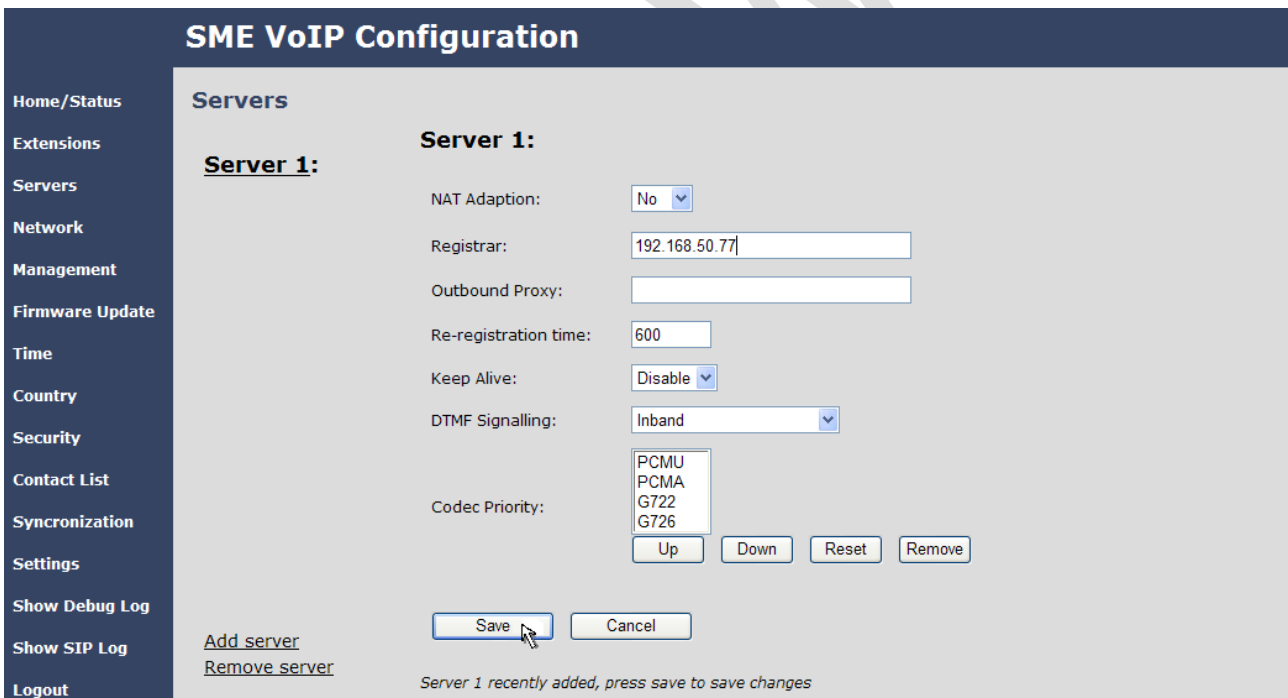 SME VoIP Configuration
Home/Status
Extensions
Servers
Network
Management
Firmware Update
Time
Country
Security
Contact List
Syncronization
Settings
Show Debug Log
Show SIP Log
Logout
Servers
Server 1:
Add server
Remove server
Server 1:
NAT Adaption: No
Registrar: 192.168.50.77
Outbound Proxy:
Re-registration time: 600
Keep Alive: Disable
DTMF Signalling: Inband
Codec Priority:
PCMU
PCMA
G722
G726
Up Down Reset Remove
Save Cancel
Server 1 recently added, press save to save changes